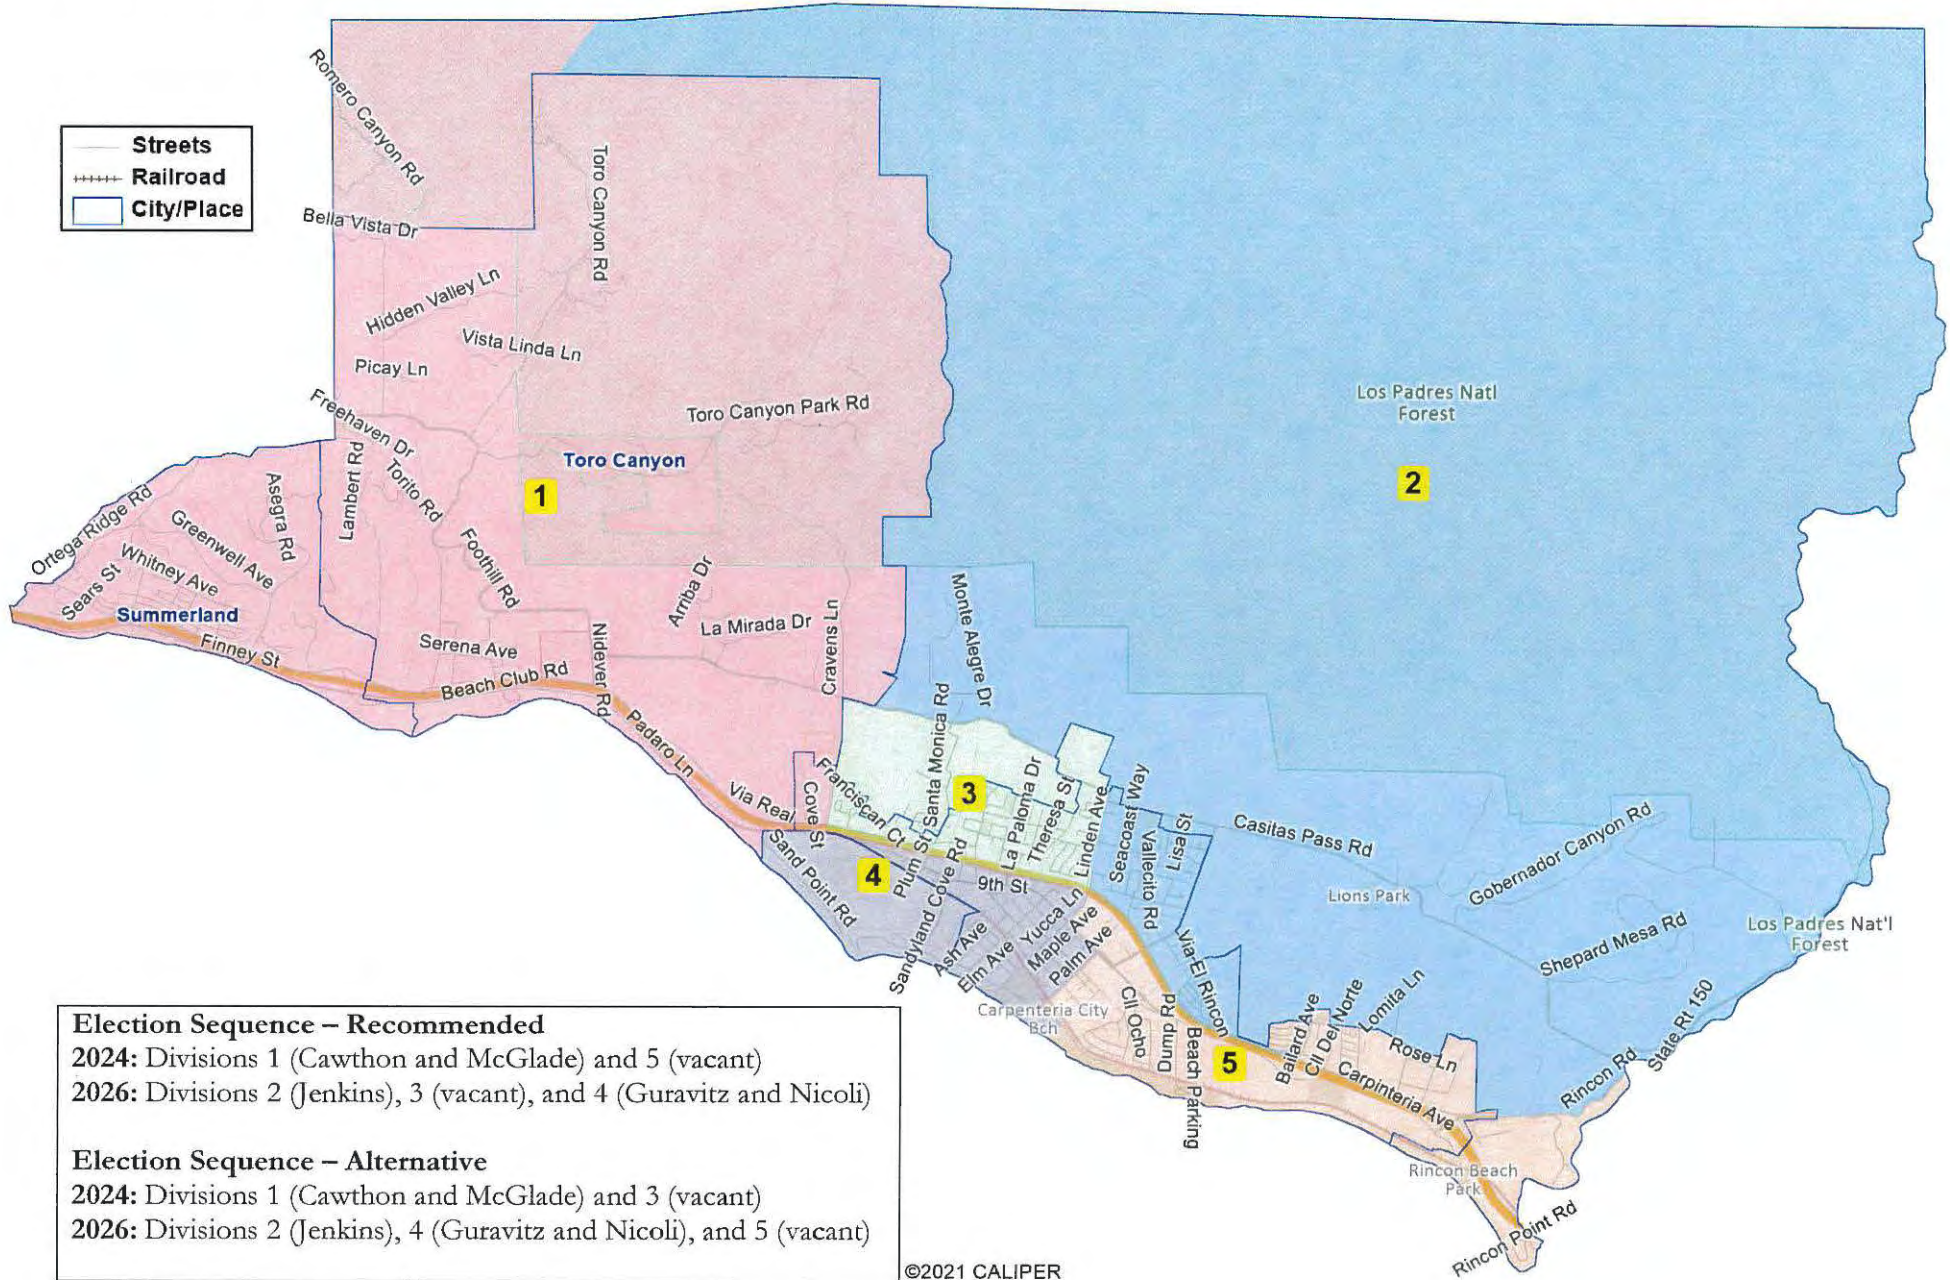 Streets
Railroad
City/Place
Romero Canyon Rd
Bella Vista Dr
Hidden Valley Ln
Vista Linda Ln
Picay Ln
Toro Canyon Rd
Toro Canyon Park Rd
Toro Canyon
1
Freehaven Dr
Lambert Rd
Torito Rd
Foothill Rd
Asegra Rd
Ortega Ridge Rd
Greenwell Ave
Whitney Ave
Sears St
Summerland
Finney St
Serena Ave
Beach Club Rd
Nidever Rd
Arriba Dr
La Mirada Dr
Cravens Ln
Padaro Ln
Via Real
Los Padres Natl
Forest
2
Monte Alegre Dr
Santa Monica Rd
Franciscan Ct
Cove St
3
La Paloma Dr
Theresa St
Linden Ave
Seacoast Way
Vallecito Rd
Lisa St
Casitas Pass Rd
Gobernador Canyon Rd
Lions Park
Shepard Mesa Rd
Los Padres Nat'l
Forest
Sand Point Rd
4
Plum St
Sandyland Cove Rd
9th St
Ash Ave
Elm Ave
Yucca Ln
Maple Ave
Palm Ave
Carpenteria City
Bch
Cll Ocho
Dump Rd
Beach Parking
Via El Rincon
5
Bailard Ave
Cll Del Norte
Lomita Ln
Rose Ln
Carpinteria Ave
Rincon Rd
State Rt 150
Rincon Beach
Park
Rincon Point Rd
Election Sequence – Recommended
2024: Divisions 1 (Cawthon and McGlade) and 5 (vacant)
2026: Divisions 2 (Jenkins), 3 (vacant), and 4 (Guravitz and Nicoli)
Election Sequence – Alternative
2024: Divisions 1 (Cawthon and McGlade) and 3 (vacant)
2026: Divisions 2 (Jenkins), 4 (Guravitz and Nicoli), and 5 (vacant)
©2021 CALIPER